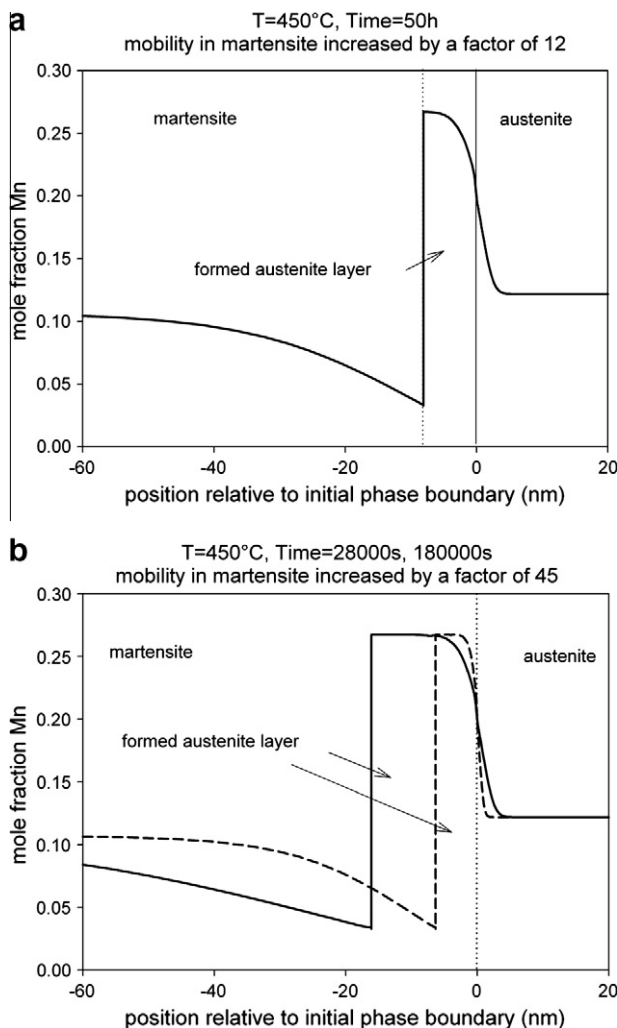 a
T=450°C, Time=50h
mobility in martensite increased by a factor of 12
0.30
martensite
austenite
0.25
0.20
formed austenite layer
0.15
0.10
0.05
0.00
mole fraction Mn
-60
-40
-20
0
20
position relative to initial phase boundary (nm)
b
T=450°C, Time=28000s, 180000s
mobility in martensite increased by a factor of 45
0.30
martensite
austenite
0.25
formed austenite layer
0.20
0.15
0.10
0.05
0.00
mole fraction Mn
-60
-40
-20
0
20
position relative to initial phase boundary (nm)